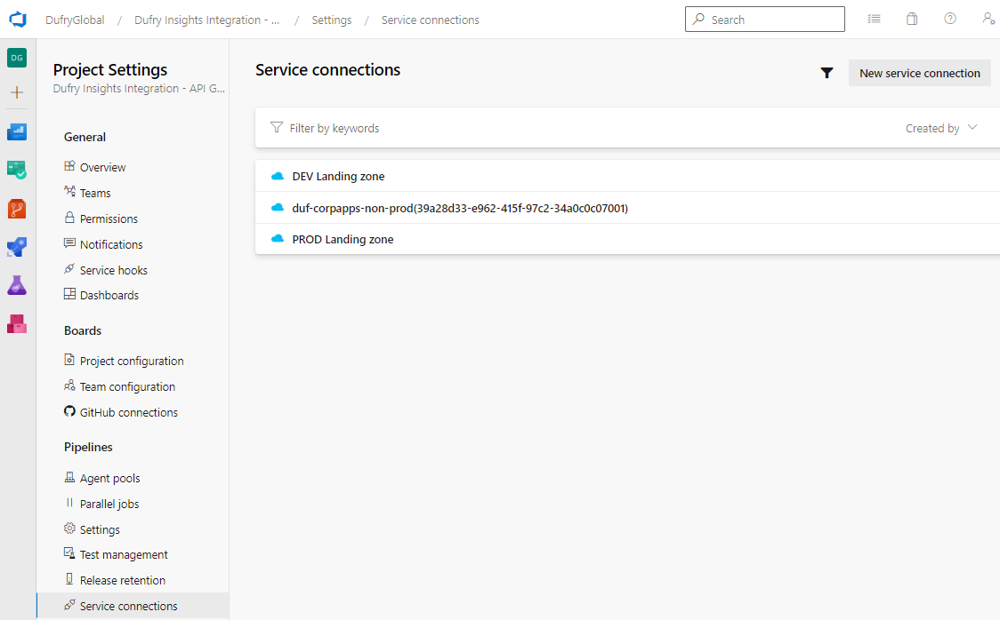 DufryGlobal / Dufry Insights Integration - ... / Settings / Service connections
Search
DG
Project Settings
Dufry Insights Integration - API G...
General
Overview
Teams
Permissions
Notifications
Service hooks
Dashboards
Boards
Project configuration
Team configuration
GitHub connections
Pipelines
Agent pools
Parallel jobs
Settings
Test management
Release retention
Service connections
Service connections
New service connection
Filter by keywords
Created by
DEV Landing zone
duf-corpapps-non-prod(39a28d33-e962-415f-97c2-34a0c0c07001)
PROD Landing zone